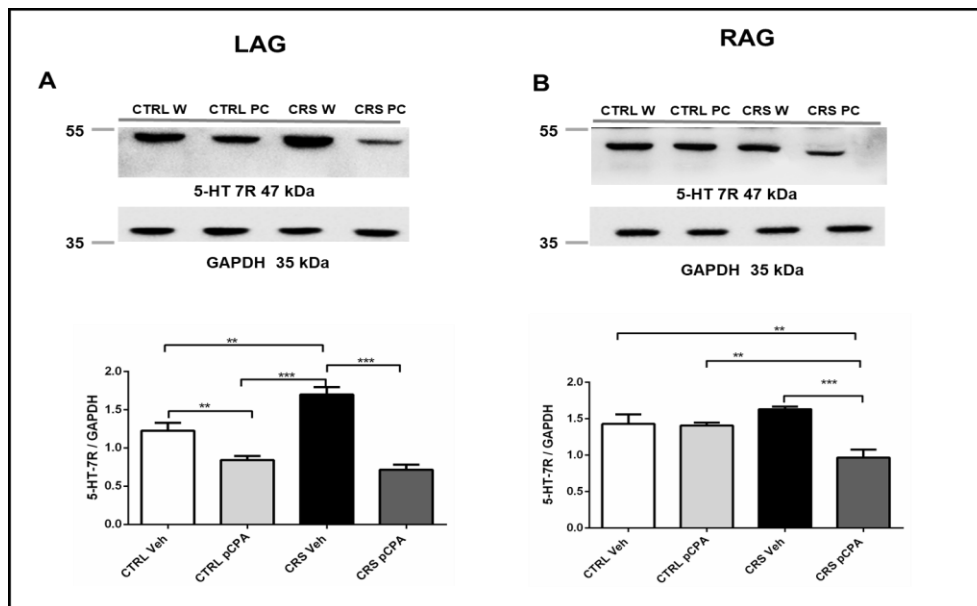 LAG
A
CTRL W CTRL PC CRS W CRS PC
55
5-HT 7R 47 kDa
35
GAPDH 35 kDa
**
***
***
**
2.0
1.5
1.0
0.5
0.0
5-HT-7R / GAPDH
CTRL Veh
CTRL pCPA
CRS Veh
CRS pCPA
RAG
B
CTRL W CTRL PC CRS W CRS PC
55
5-HT 7R 47 kDa
35
GAPDH 35 kDa
**
**
***
2.0
1.5
1.0
0.5
0.0
5-HT-7R / GAPDH
CTRL Veh
CTRL pCPA
CRS Veh
CRS pCPA